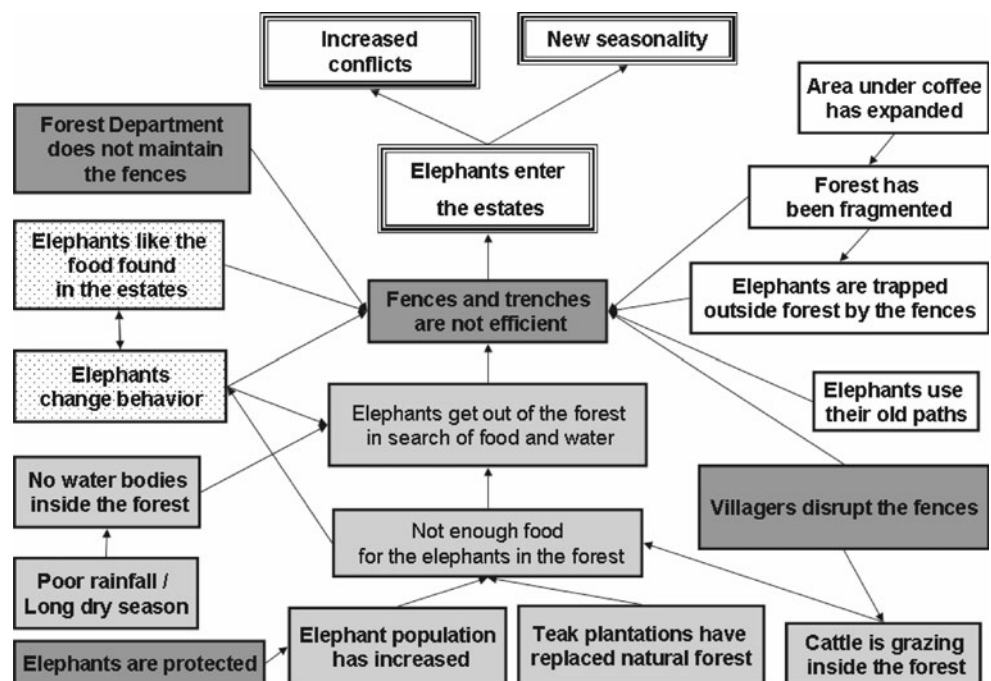 Increased
conflicts
New seasonality
Area under coffee
has expanded
Forest Department
does not maintain
the fences
Elephants enter
the estates
Forest has
been fragmented
Elephants like the
food found
in the estates
Fences and trenches
are not efficient
Elephants are trapped
outside forest by the fences
Elephants
change behavior
Elephants get out of the forest
in search of food and water
Elephants use
their old paths
No water bodies
inside the forest
Villagers disrupt the fences
Not enough food
for the elephants in the forest
Poor rainfall /
Long dry season
Elephants are protected
Elephant population
has increased
Teak plantations have
replaced natural forest
Cattle is grazing
inside the forest